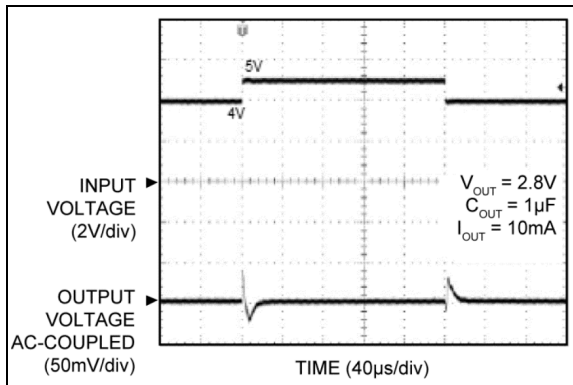 5V
4V
INPUT
VOLTAGE
(2V/div)
V_OUT = 2.8V
C_OUT = 1µF
I_OUT = 10mA
OUTPUT
VOLTAGE
AC-COUPLED
(50mV/div)
TIME (40µs/div)